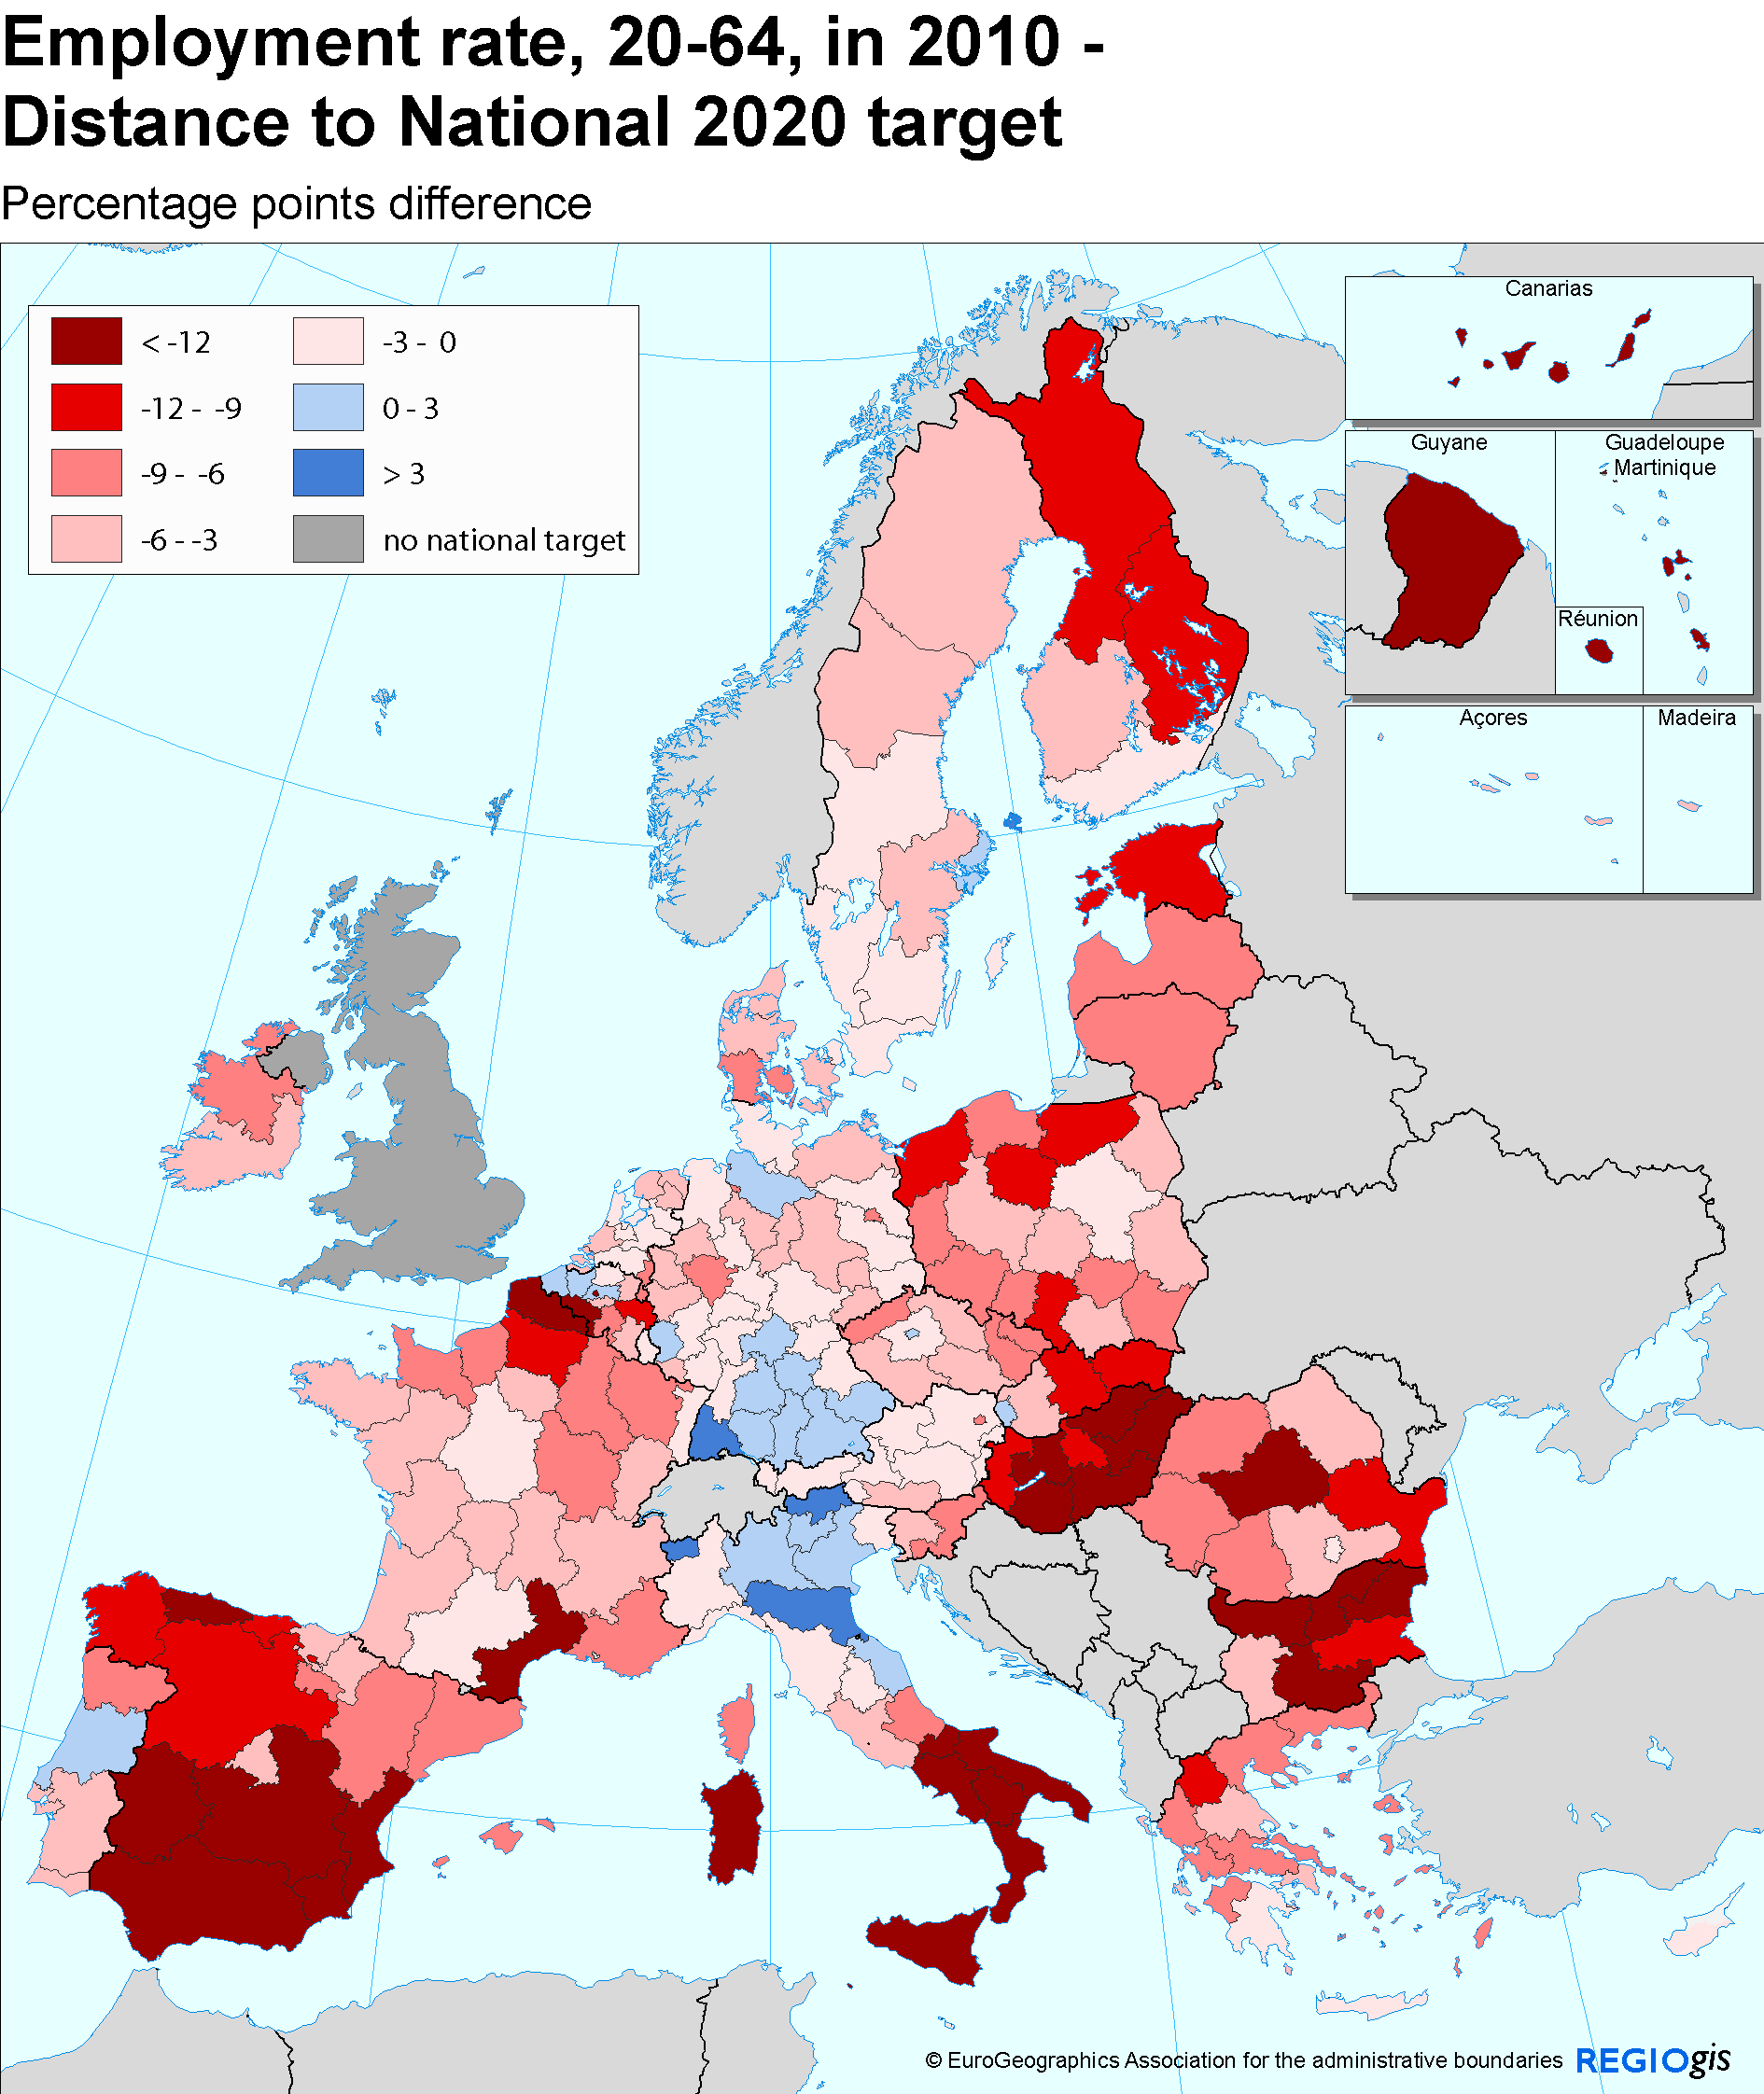 Employment rate, 20-64, in 2010 -
Distance to National 2020 target
Percentage points difference
< -12
-12 - -9
-9 - -6
-6 - -3
-3 - 0
0 - 3
> 3
no national target
Canarias
Guyane
Guadeloupe
Martinique
Réunion
Açores
Madeira
© EuroGeographics Association for the administrative boundaries REGIOgis